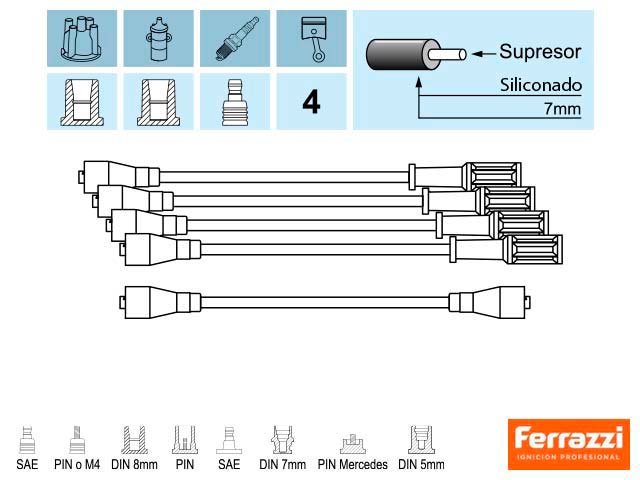 Supresor
Siliconado
7mm
4
SAE PIN o M4 DIN 8mm PIN SAE DIN 7mm PIN Mercedes DIN 5mm
Ferrazzi
IGNICION PROFESIONAL